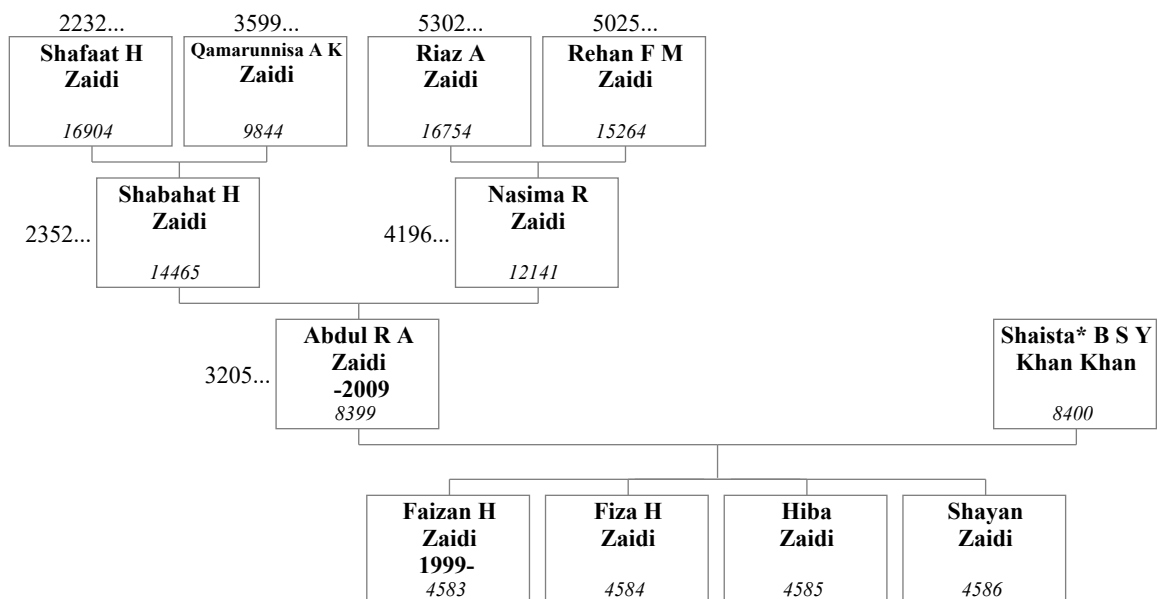 2232...
3599...
5302...
5025...
Shafaat H
Zaidi
16904
Qamarunnisa A K
Zaidi
9844
Riaz A
Zaidi
16754
Rehan F M
Zaidi
15264
2352...
Shabahat H
Zaidi
14465
4196...
Nasima R
Zaidi
12141
3205...
Abdul R A
Zaidi
-2009
8399
Shaista* B S Y
Khan Khan
8400
Faizan H
Zaidi
1999-
4583
Fiza H
Zaidi
4584
Hiba
Zaidi
4585
Shayan
Zaidi
4586